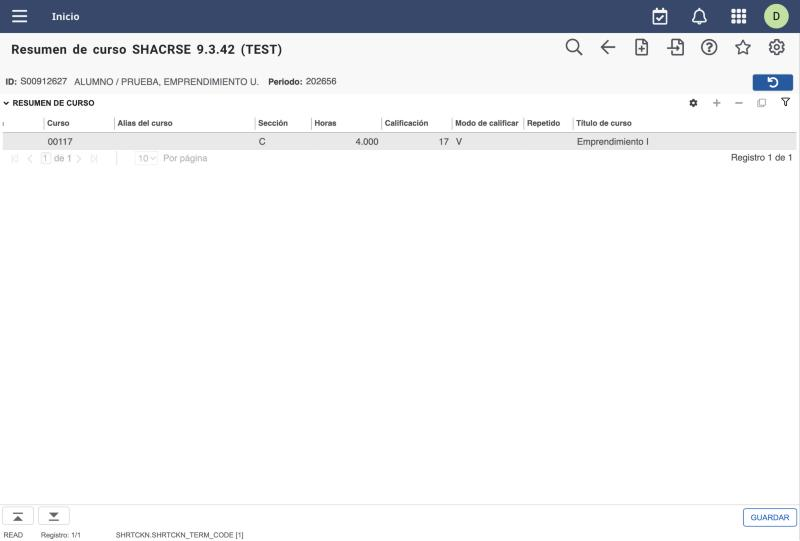 Inicio
D
Resumen de curso SHACRSE 9.3.42 (TEST)
ID: S00912627 ALUMNO / PRUEBA, EMPRENDIMIENTO U. Periodo: 202656
RESUMEN DE CURSO
Curso Alias del curso Sección Horas Calificación Modo de calificar Repetido Título de curso
00117 C 4.000 17 V Emprendimiento I
1 de 1 10 Por página Registro 1 de 1
GUARDAR
READ Registro: 1/1 SHRTCKN.SHRTCKN_TERM_CODE [1]